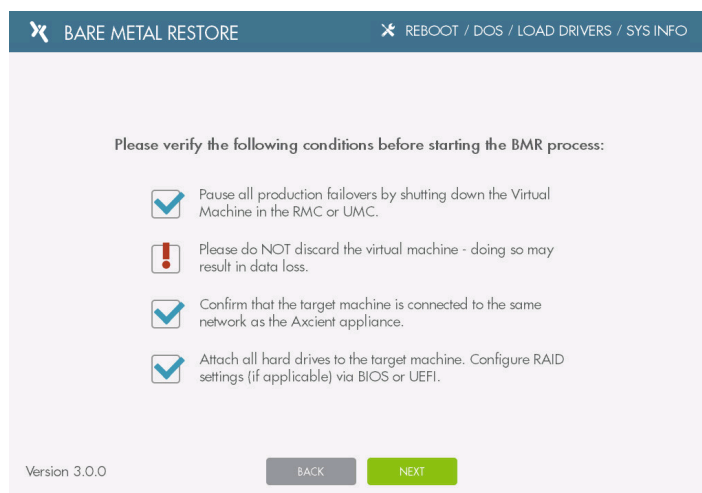 BARE METAL RESTORE
REBOOT / DOS / LOAD DRIVERS / SYS INFO
Please verify the following conditions before starting the BMR process:
Pause all production failovers by shutting down the Virtual
Machine in the RMC or UMC.
Please do NOT discard the virtual machine - doing so may
result in data loss.
Confirm that the target machine is connected to the same
network as the Axcient appliance.
Attach all hard drives to the target machine. Configure RAID
settings (if applicable) via BIOS or UEFI.
Version 3.0.0
BACK
NEXT